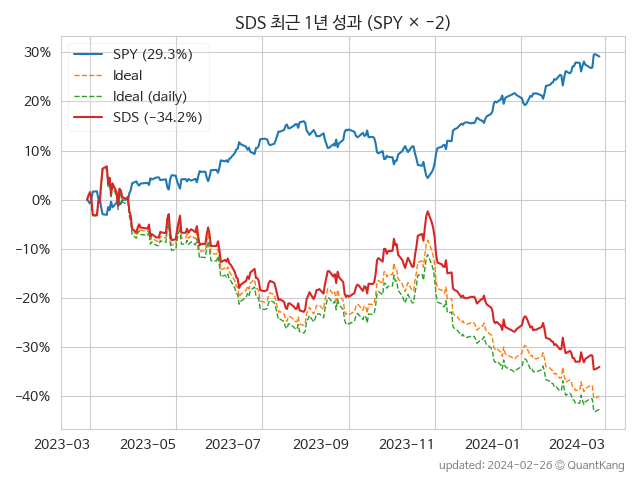 SDS 최근 1년 성과 (SPY × −2)
SPY (29.3%)
Ideal
Ideal (daily)
SDS (−34.2%)
30%
20%
10%
0%
−10%
−20%
−30%
−40%
2023−03
2023−05
2023−07
2023−09
2023−11
2024−01
2024−03
updated: 2024−02−26 ⓒ QuantKang